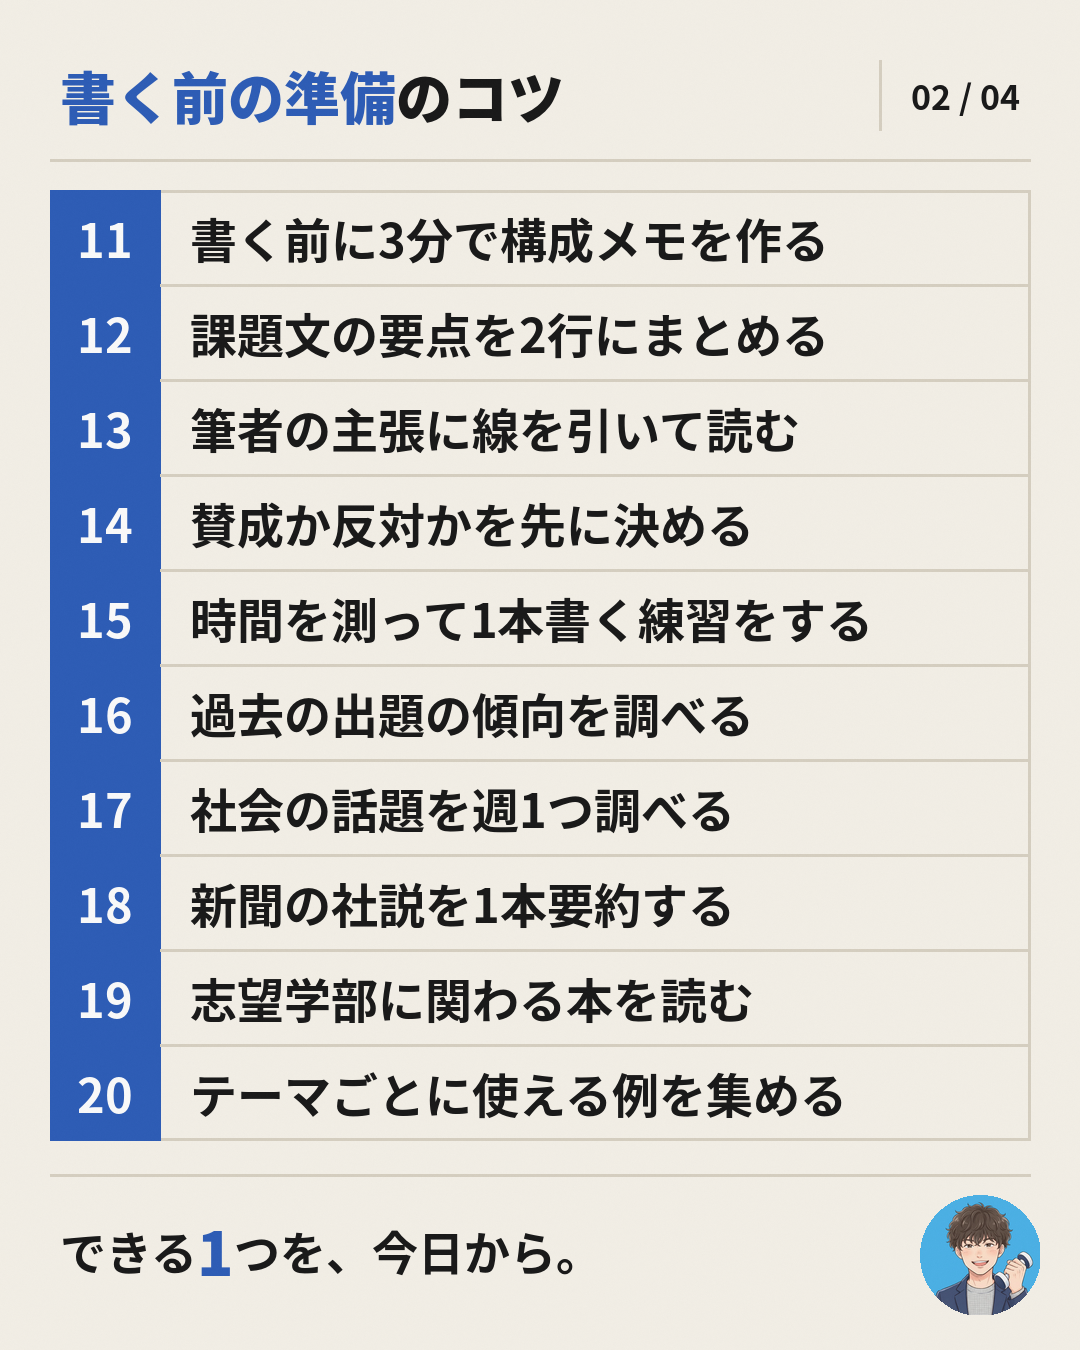 書く前の準備のコツ
02 / 04
11 書く前に3分で構成メモを作る
12 課題文の要点を2行にまとめる
13 筆者の主張に線を引いて読む
14 賛成か反対かを先に決める
15 時間を測って1本書く練習をする
16 過去の出題の傾向を調べる
17 社会の話題を週1つ調べる
18 新聞の社説を1本要約する
19 志望学部に関わる本を読む
20 テーマごとに使える例を集める
できる1つを、今日から。